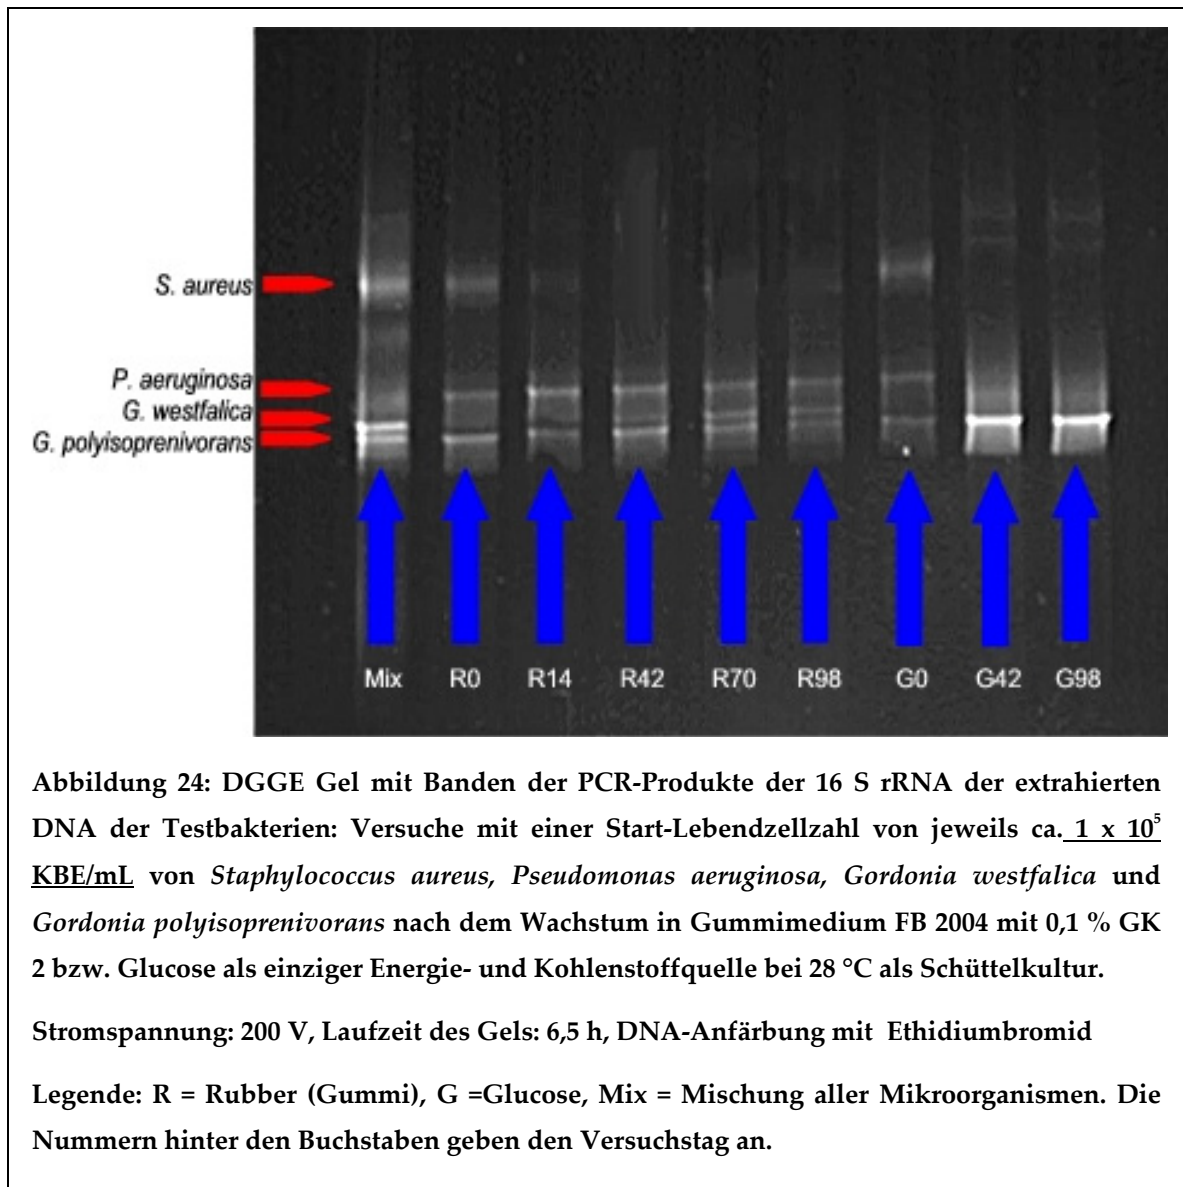 S. aureus
P. aeruginosa
G. westfalica
G. polyisoprenivorans
Mix R0 R14 R42 R70 R98 G0 G42 G98
Abbildung 24: DGGE Gel mit Banden der PCR-Produkte der 16 S rRNA der extrahierten
DNA der Testbakterien: Versuche mit einer Start-Lebendzellzahl von jeweils ca. 1 x 10⁵
KBE/mL von Staphylococcus aureus, Pseudomonas aeruginosa, Gordonia westfalica und
Gordonia polyisoprenivorans nach dem Wachstum in Gummimedium FB 2004 mit 0,1 % GK
2 bzw. Glucose als einziger Energie- und Kohlenstoffquelle bei 28 °C als Schüttelkultur.
Stromspannung: 200 V, Laufzeit des Gels: 6,5 h, DNA-Anfärbung mit Ethidiumbromid
Legende: R = Rubber (Gummi), G =Glucose, Mix = Mischung aller Mikroorganismen. Die
Nummern hinter den Buchstaben geben den Versuchstag an.